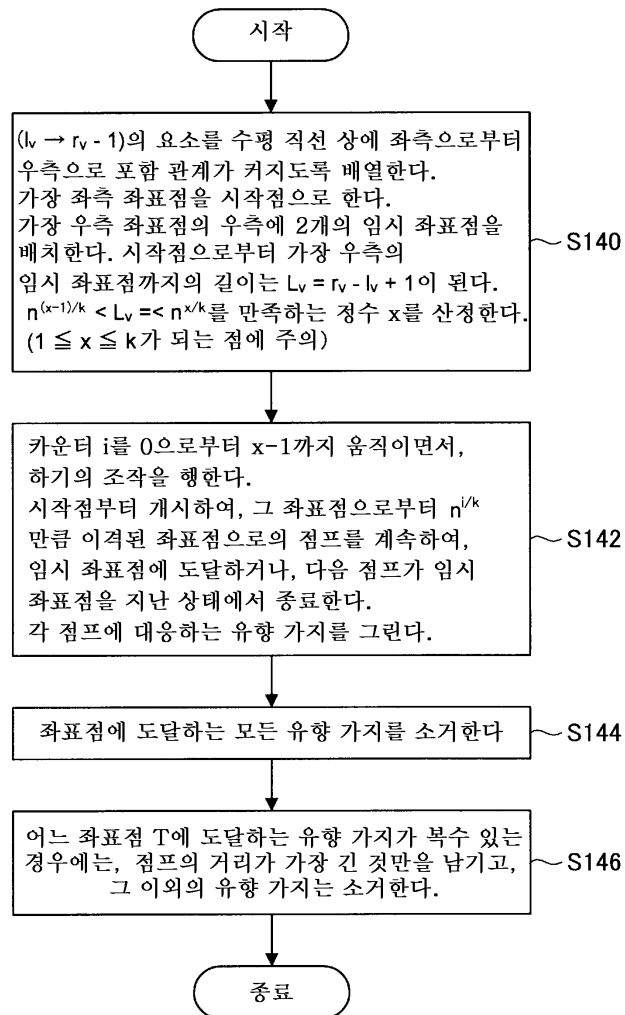 시작
(lv → rv - 1)의 요소를 수평 직선 상에 좌측으로부터
우측으로 포함 관계가 커지도록 배열한다.
가장 좌측 좌표점을 시작점으로 한다.
가장 우측 좌표점의 우측에 2개의 임시 좌표점을
배치한다. 시작점으로부터 가장 우측의
임시 좌표점까지의 길이는 Lv = rv - lv + 1이 된다.
n(x-1)/k < Lv =< nx/k를 만족하는 정수 x를 산정한다.
(1 ≦ x ≦ k가 되는 점에 주의)
S140
카운터 i를 0으로부터 x-1까지 움직이면서,
하기의 조작을 행한다.
시작점부터 개시하여, 그 좌표점으로부터 ni/k
만큼 이격된 좌표점으로의 점프를 계속하여,
임시 좌표점에 도달하거나, 다음 점프가 임시
좌표점을 지난 상태에서 종료한다.
각 점프에 대응하는 유향 가지를 그린다.
S142
좌표점에 도달하는 모든 유향 가지를 소거한다
S144
어느 좌표점 T에 도달하는 유향 가지가 복수 있는
경우에는, 점프의 거리가 가장 긴 것만을 남기고,
그 이외의 유향 가지는 소거한다.
S146
종료